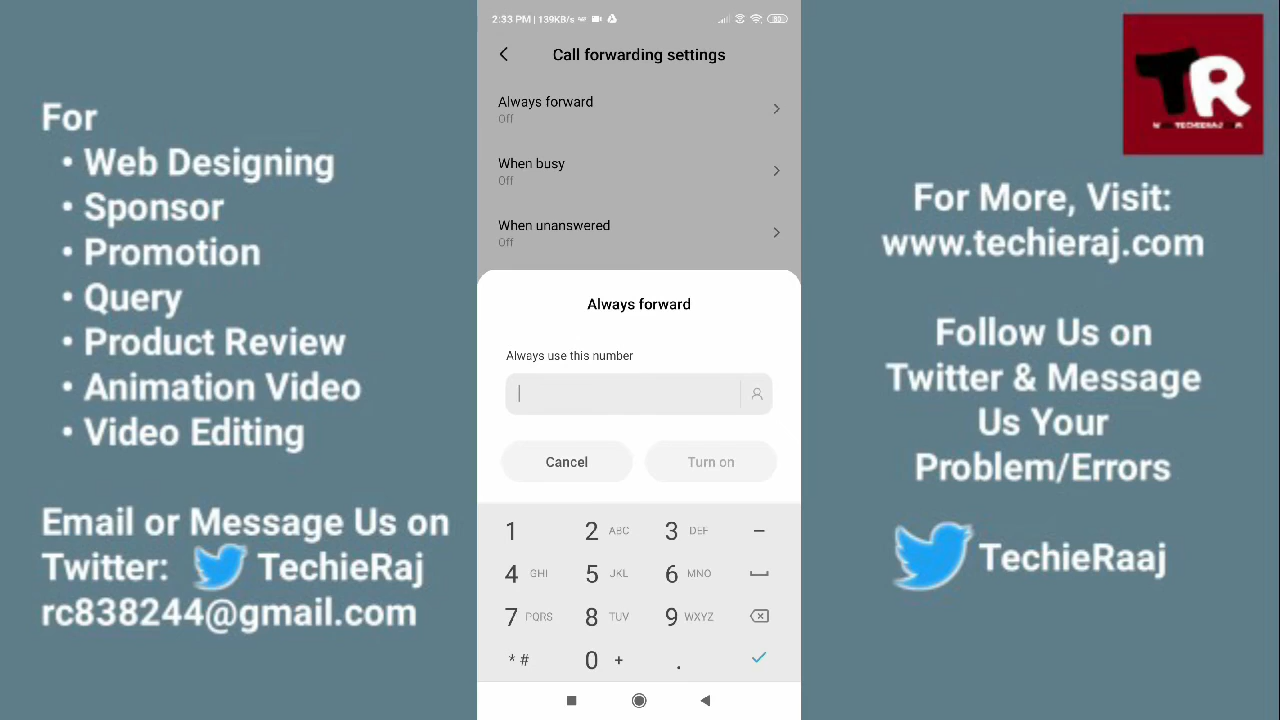 For
• Web Designing
• Sponsor
• Promotion
• Query
• Product Review
• Animation Video
• Video Editing
Email or Message Us on
Twitter: TechieRaj
rc838244@gmail.com
2:33 PM | 139KB/s
82
Call forwarding settings
Always forward
Off
When busy
Off
When unanswered
Off
Always forward
Always use this number
Cancel
Turn on
1 2 ABC 3 DEF –
4 GHI 5 JKL 6 MNO
7 PQRS 8 TUV 9 WXYZ
* # 0 + .
TR
For More, Visit:
www.techieraj.com
Follow Us on
Twitter & Message
Us Your
Problem/Errors
TechieRaaj